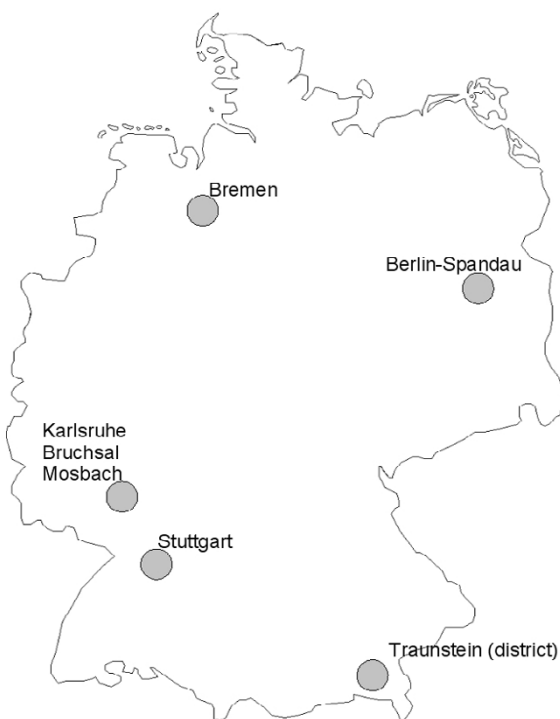 Bremen
Berlin-Spandau
Karlsruhe
Bruchsal
Mosbach
Stuttgart
Traunstein (district)